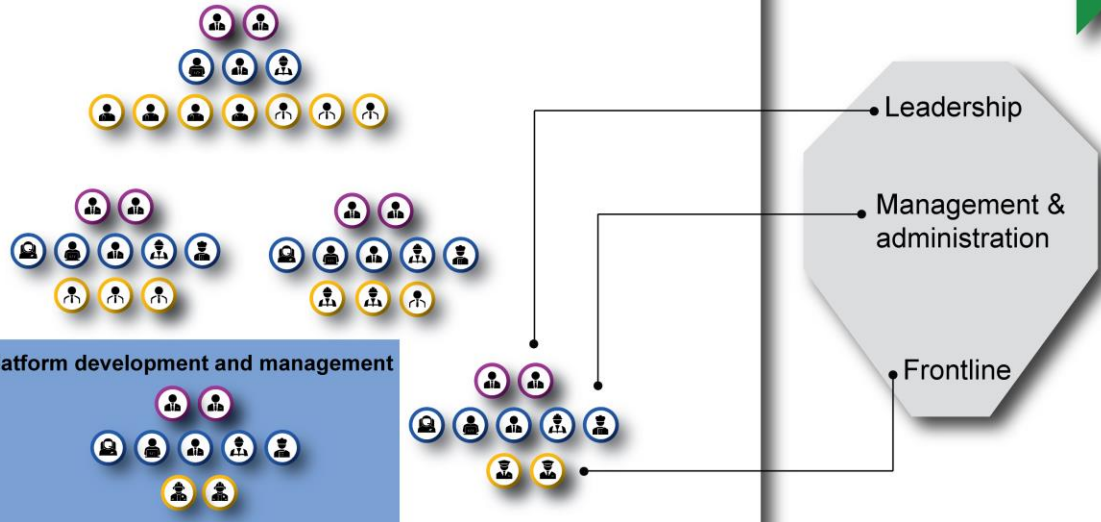 Leadership
Management &
administration
atform development and management
Frontline